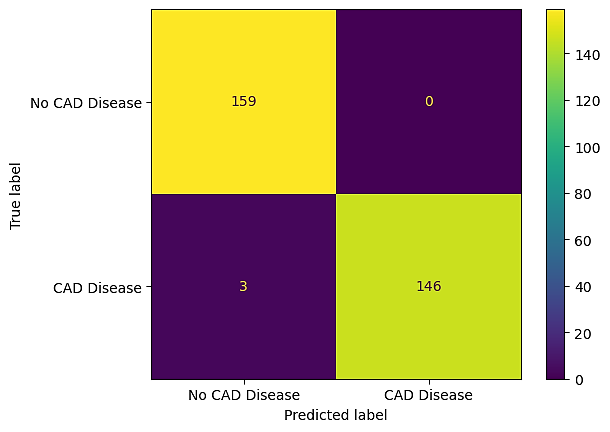 No CAD Disease
CAD Disease
True label
159
0
3
146
No CAD Disease
CAD Disease
Predicted label
140
120
100
80
60
40
20
0